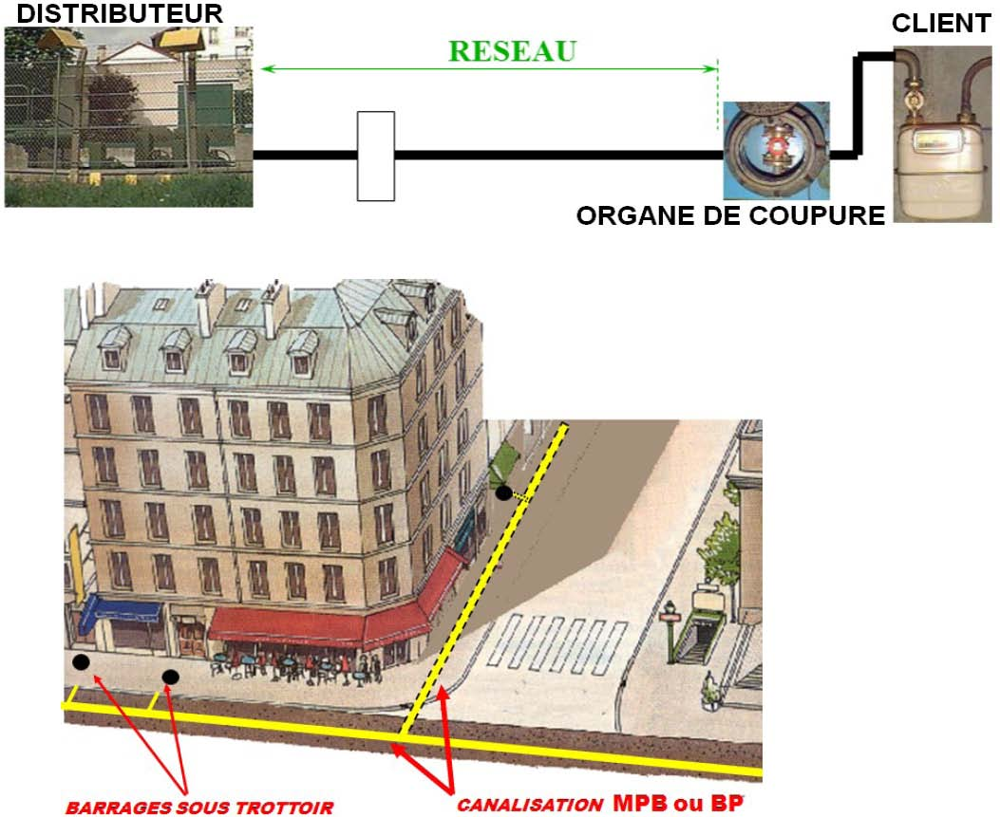 DISTRIBUTEUR
CLIENT
RESEAU
ORGANE DE COUPURE
BARRAGES SOUS TROTTOIR
CANALISATION MPB ou BP